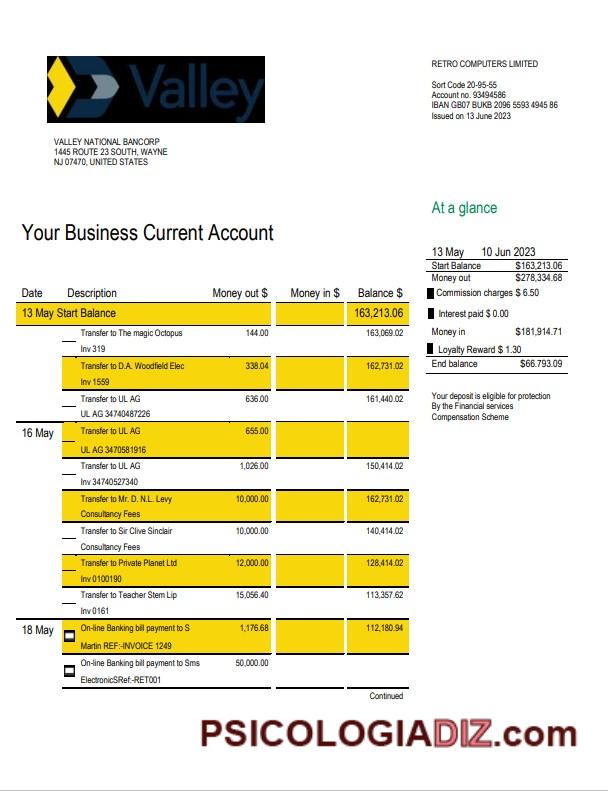 Valley
RETRO COMPUTERS LIMITED
Sort Code 20-95-55
Account no. 93494586
IBAN GB07 BUKB 2096 5593 4945 86
Issued on 13 June 2023
VALLEY NATIONAL BANCORP
1445 ROUTE 23 SOUTH, WAYNE
NJ 07470, UNITED STATES
At a glance
13 May 10 Jun 2023
Start Balance $163,213.06
Money out $278,334.68
Commission charges $ 6.50
Interest paid $ 0.00
Money in $181,914.71
Loyalty Reward $ 1.30
End balance $66.793.09
Your deposit is eligible for protection
By the Financial services
Compensation Scheme
Your Business Current Account
Date Description Money out $ Money in $ Balance $
13 May Start Balance 163,213.06
Transfer to The magic Octopus 144.00 163,069.02
Inv 319
Transfer to D.A. Woodfield Elec 338.04 162,731.02
Inv 1559
Transfer to UL AG 636.00 161,440.02
UL AG 34740487226
16 May Transfer to UL AG 655.00
UL AG 3470581916
Transfer to UL AG 1,026.00 150,414.02
Inv 34740527340
Transfer to Mr. D. N.L. Levy 10,000.00 162,731.02
Consultancy Fees
Transfer to Sir Clive Sinclair 10,000.00 140,414.02
Consultancy Fees
Transfer to Private Planet Ltd 12,000.00 128,414.02
Inv 0100190
Transfer to Teacher Stem Lip 15,056.40 113,357.62
Inv 0161
18 May On-line Banking bill payment to S 1,176.68 112,180.94
Martin REF:-INVOICE 1249
On-line Banking bill payment to Sms 50,000.00
ElectronicSRef:-RET001
Continued
PSICOLOGIADIZ.com